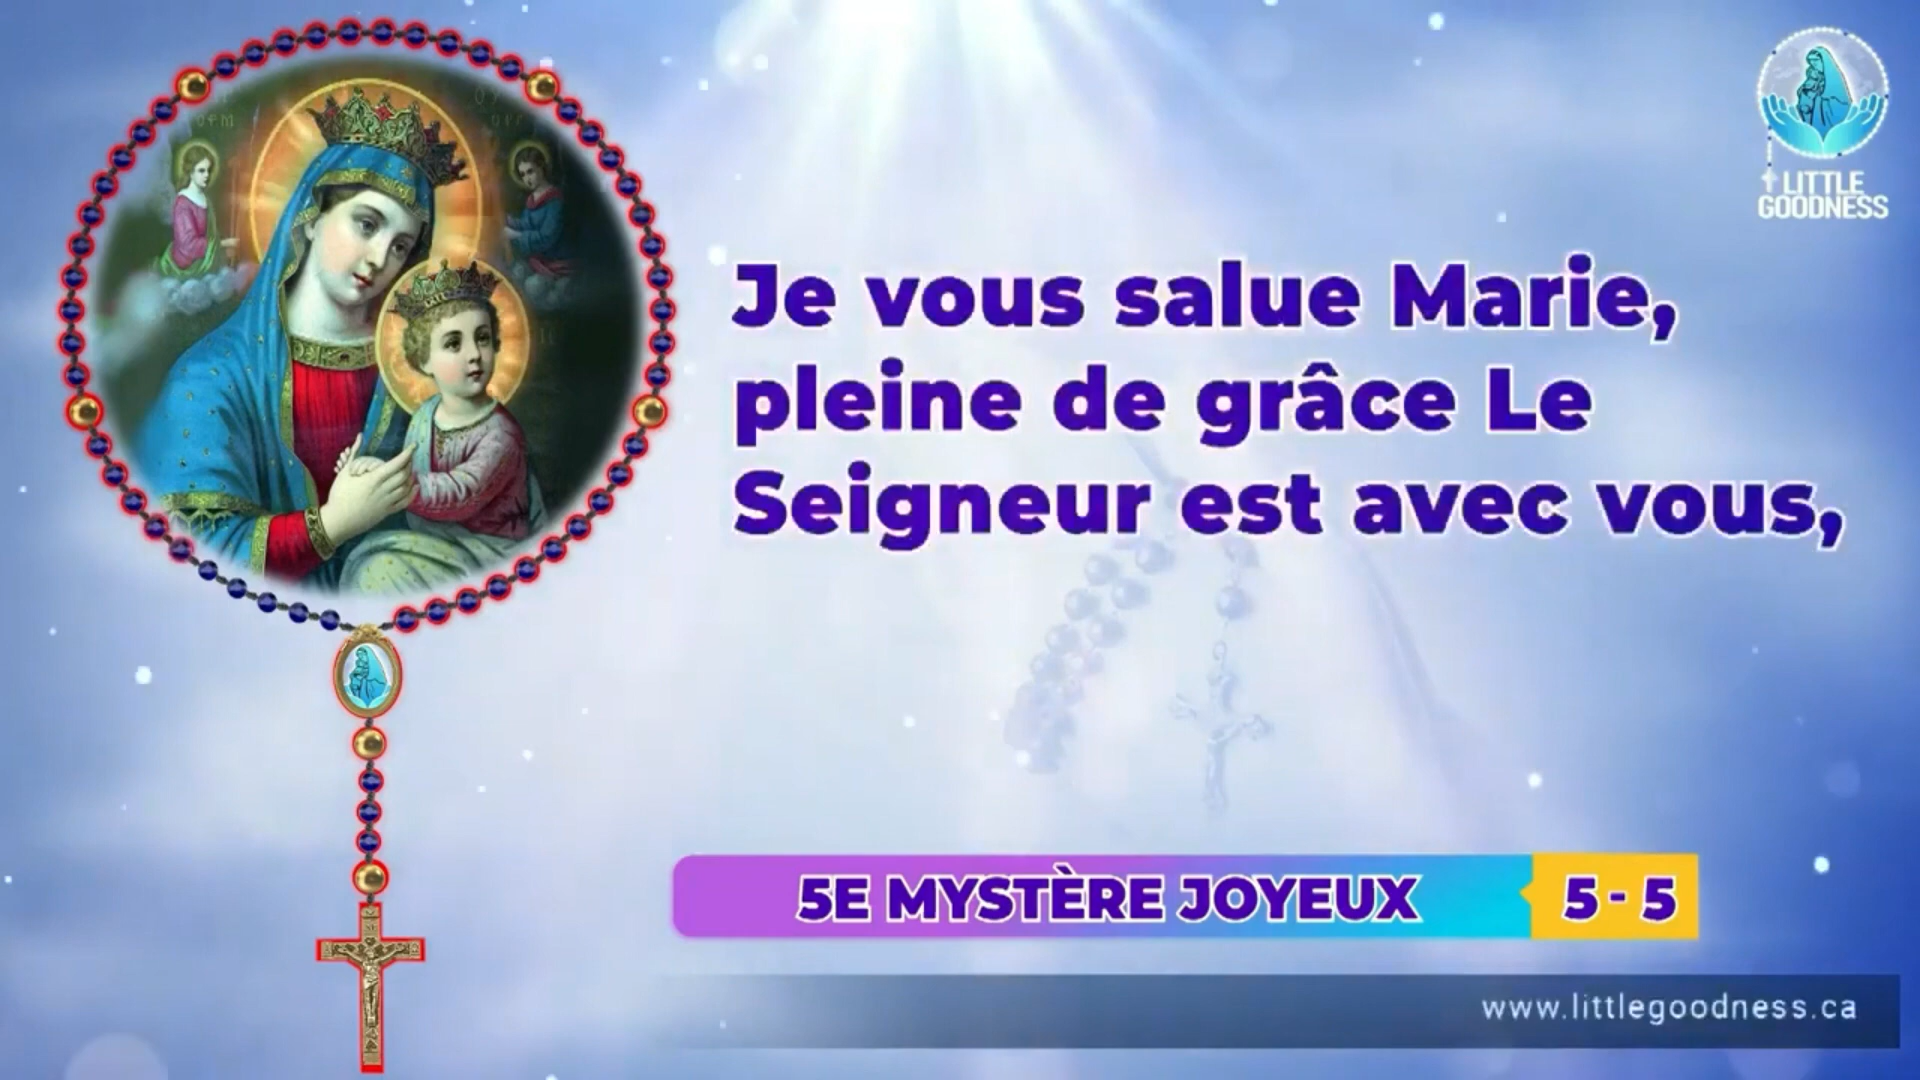 LITTLE
GOODNESS
Je vous salue Marie,
pleine de grâce Le
Seigneur est avec vous,
5E MYSTÈRE JOYEUX
5 - 5
www.littlegoodness.ca